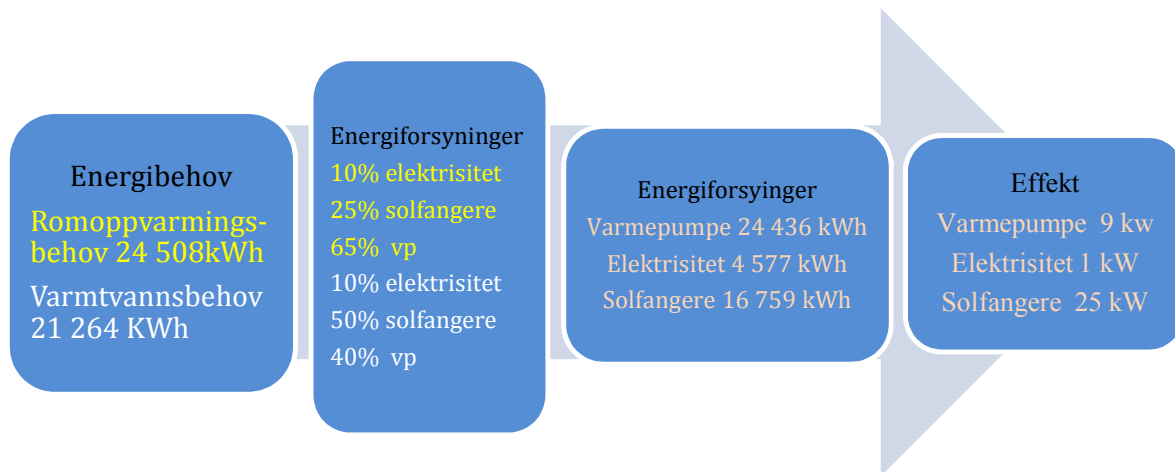 Energibehov
Romoppvarmings-
behov 24 508kWh
Varmtvannsbehov
21 264 KWh
Energiforsyninger
10% elektrisitet
25% solfangere
65% vp
10% elektrisitet
50% solfangere
40% vp
Energiforsyinger
Varmepumpe 24 436 kWh
Elektrisitet 4 577 kWh
Solfangere 16 759 kWh
Effekt
Varmepumpe 9 kw
Elektrisitet 1 kW
Solfangere 25 kW